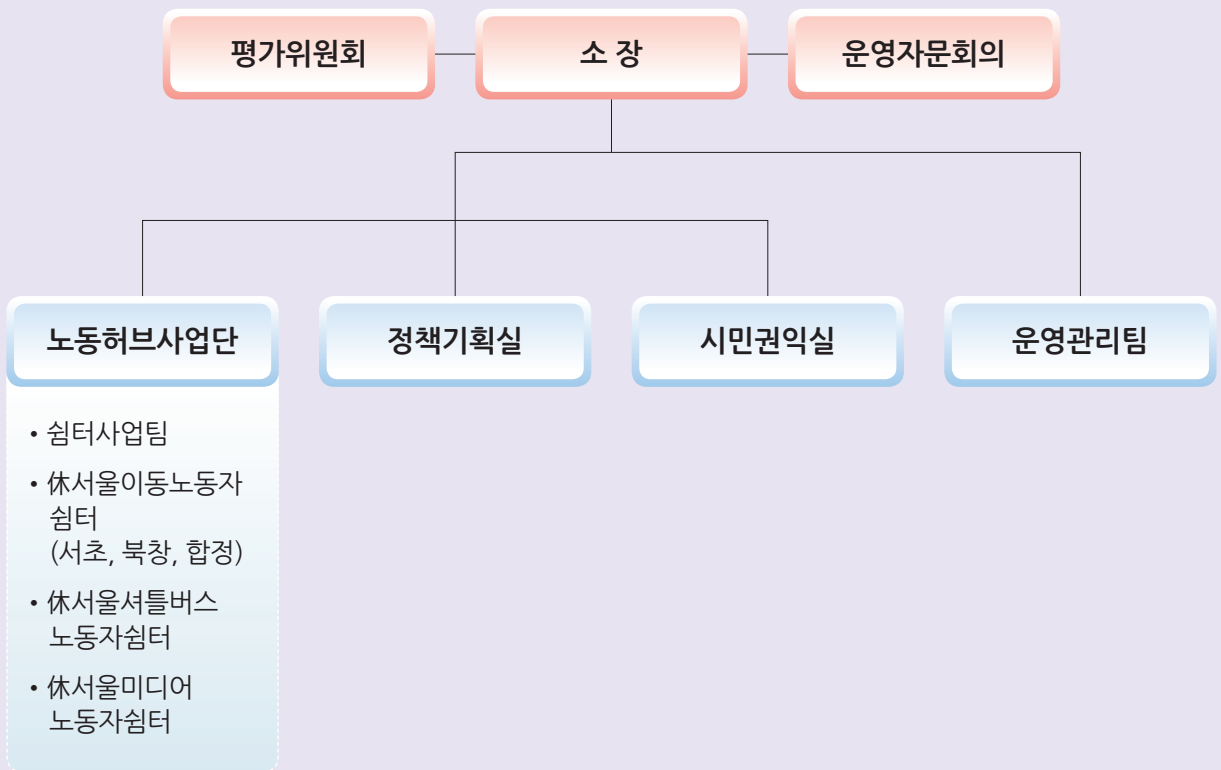 평가위원회
소 장
운영자문회의
노동허브사업단
정책기획실
시민권익실
운영관리팀
• 쉼터사업팀
• 休서울이동노동자
쉼터
(서초, 북창, 합정)
• 休서울셔틀버스
노동자쉼터
• 休서울미디어
노동자쉼터